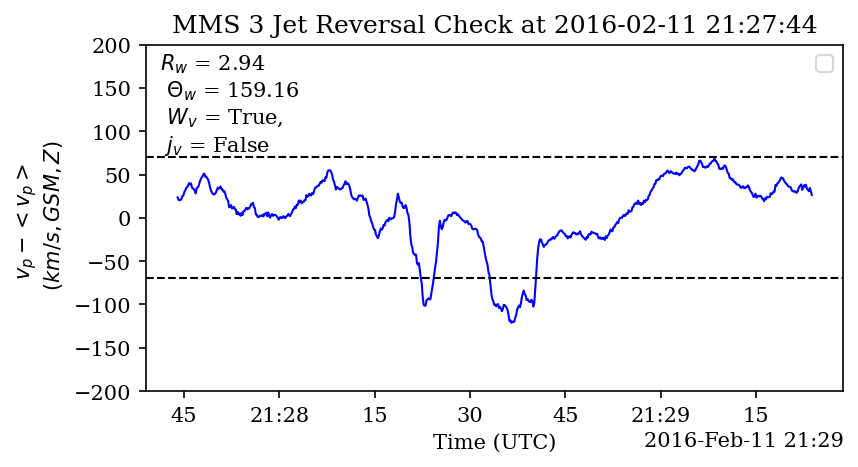 MMS 3 Jet Reversal Check at 2016-02-11 21:27:44
R_w = 2.94
Θ_w = 159.16
W_v = True,
j_v = False
v_p − < v_p >
(km/s, GSM, Z)
200
150
100
50
0
−50
−100
−150
−200
45 21:28 15 30 45 21:29 15
Time (UTC)
2016-Feb-11 21:29